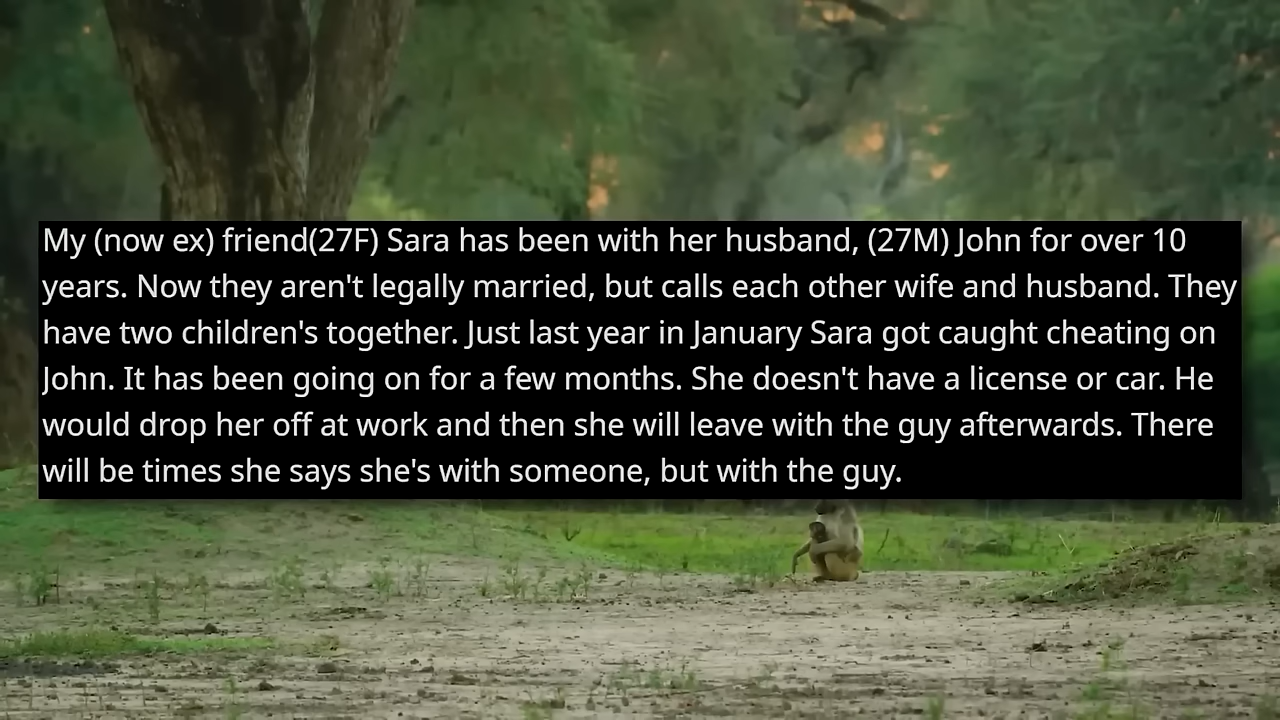 My (now ex) friend(27F) Sara has been with her husband, (27M) John for over 10
years. Now they aren't legally married, but calls each other wife and husband. They
have two children's together. Just last year in January Sara got caught cheating on
John. It has been going on for a few months. She doesn't have a license or car. He
would drop her off at work and then she will leave with the guy afterwards. There
will be times she says she's with someone, but with the guy.